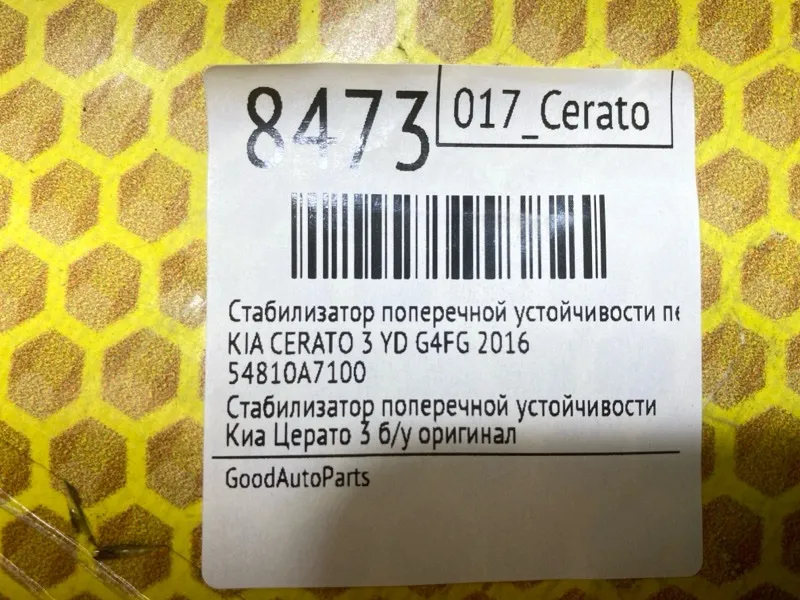 8473
017_Cerato
Стабилизатор поперечной устойчивости
KIA CERATO 3 YD G4FG 2016
54810A7100
Стабилизатор поперечной устойчивости
Киа Церато 3 б/у оригинал
GoodAutoParts